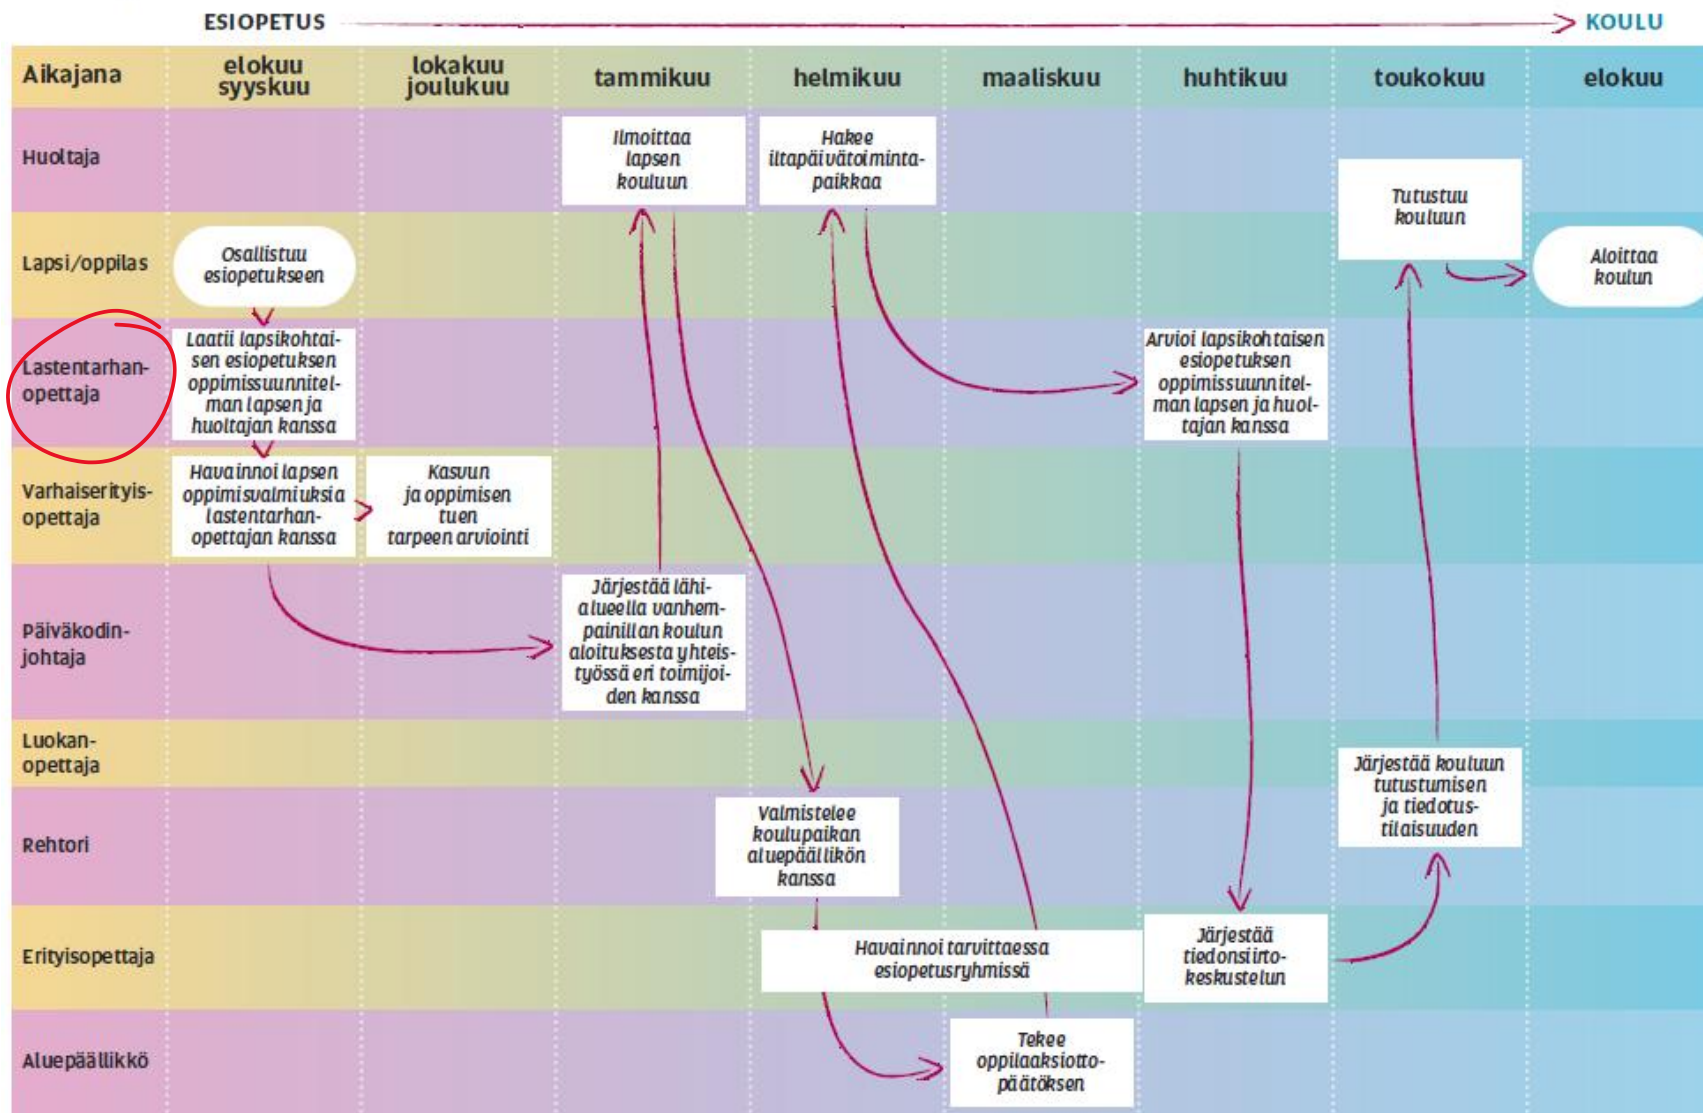 ESIOPETUS
KOULU
Aikajana
elokuu
syyskuu
lokakuu
joulukuu
tammikuu
helmikuu
maaliskuu
huhtikuu
toukokuu
elokuu
Huoltaja
Ilmoittaa
lapsen
kouluun
Hakee
iltapäivätoiminta-
paikkaa
Tutustuu
kouluun
Lapsi/oppilas
Osallistuu
esiopetukseen
Aloittaa
koulun
Lastentarhan-
opettaja
Laatii lapsikohtai-
sen esiopetuksen
oppimissuunnitel-
man lapsen ja
huoltajan kanssa
Arvioi lapsikohtaisen
esiopetuksen
oppimissuunnitel-
man lapsen ja huol-
tajan kanssa
Varhaiserityis-
opettaja
Havainnoi lapsen
oppimisvalmiuksia
lastentarhan-
opettajan kanssa
Kasvun
ja oppimisen
tuen
tarpeen arviointi
Päiväkodin-
johtaja
Järjestää lähi-
alueella vanhem-
painillan koulun
aloituksesta yhteis-
työssä eri toimijoi-
den kanssa
Luokan-
opettaja
Järjestää kouluun
tutustumisen
ja tiedotus-
tilaisuuden
Rehtori
Valmistelee
koulupaikan
aluepäällikön
kanssa
Erityisopettaja
Havainnoi tarvittaessa
esiopetusryhmissä
Järjestää
tiedonsiirto-
keskustelun
Aluepäällikkö
Tekee
oppilaaksiotto-
päätöksen